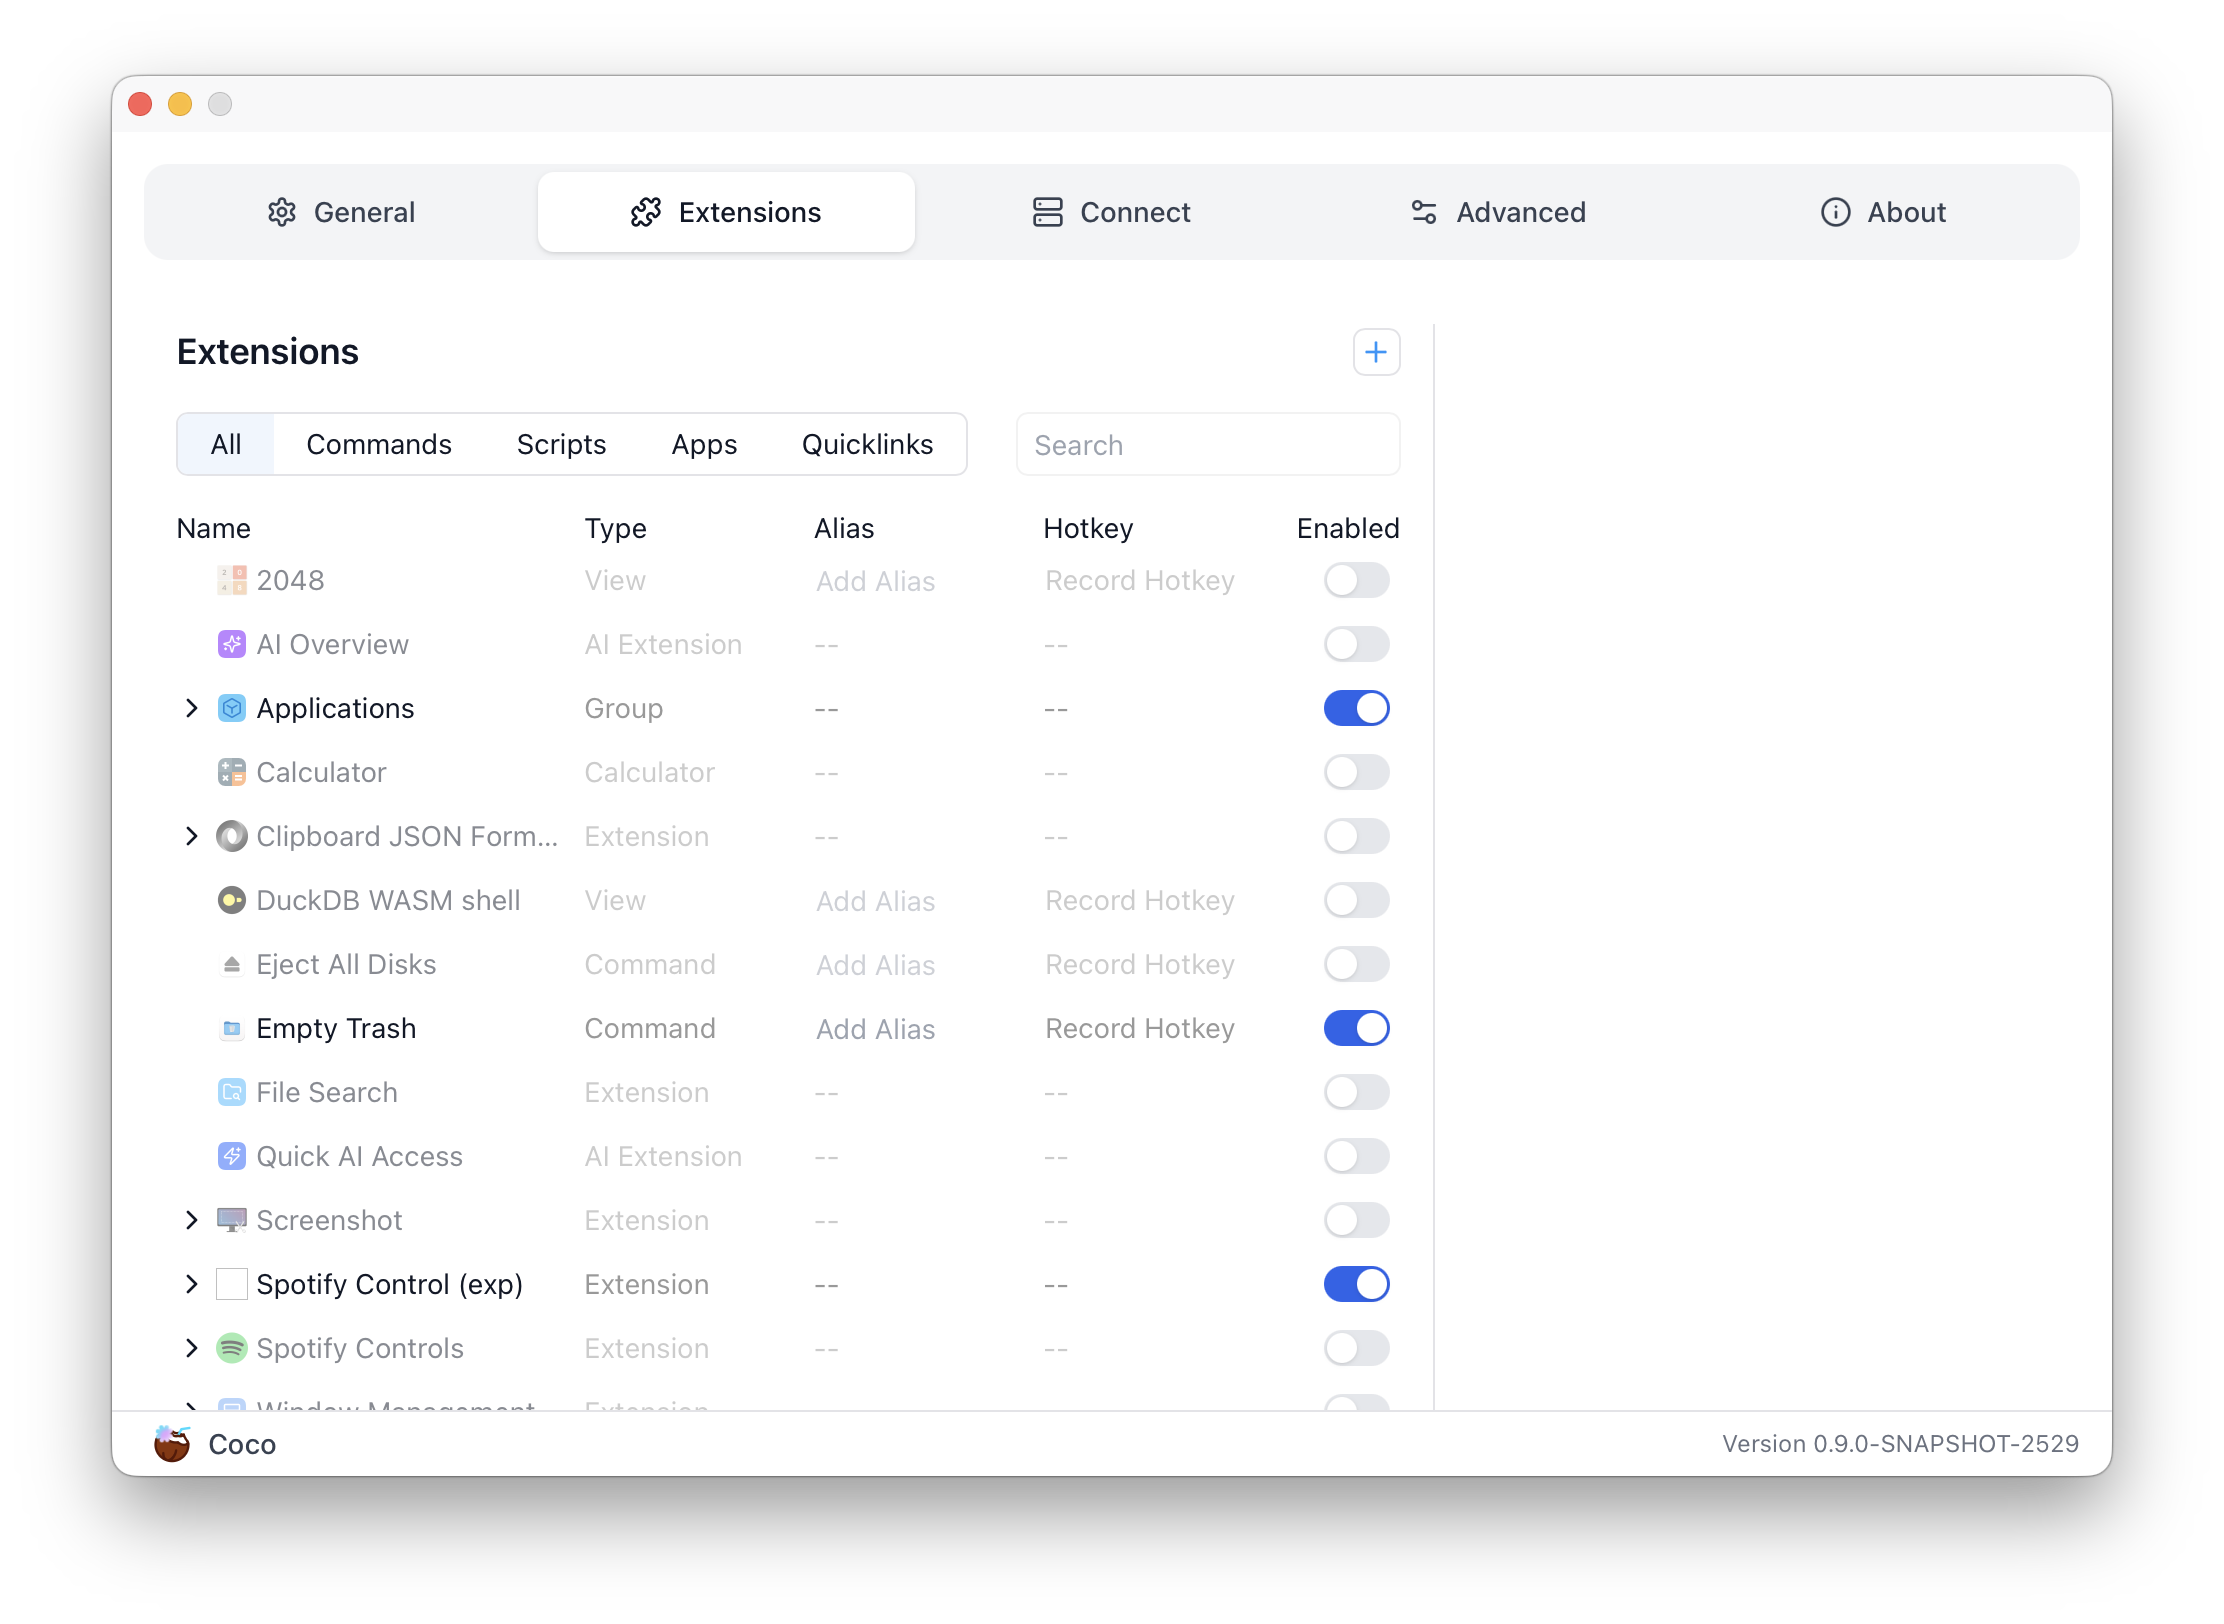 General Extensions Connect Advanced About
Extensions
All Commands Scripts Apps Quicklinks Search
Name Type Alias Hotkey Enabled
2048 View Add Alias Record Hotkey
AI Overview AI Extension -- --
Applications Group -- --
Calculator Calculator -- --
Clipboard JSON Form... Extension -- --
DuckDB WASM shell View Add Alias Record Hotkey
Eject All Disks Command Add Alias Record Hotkey
Empty Trash Command Add Alias Record Hotkey
File Search Extension -- --
Quick AI Access AI Extension -- --
Screenshot Extension -- --
Spotify Control (exp) Extension -- --
Spotify Controls Extension -- --
Window Management Extension
Coco Version 0.9.0-SNAPSHOT-2529